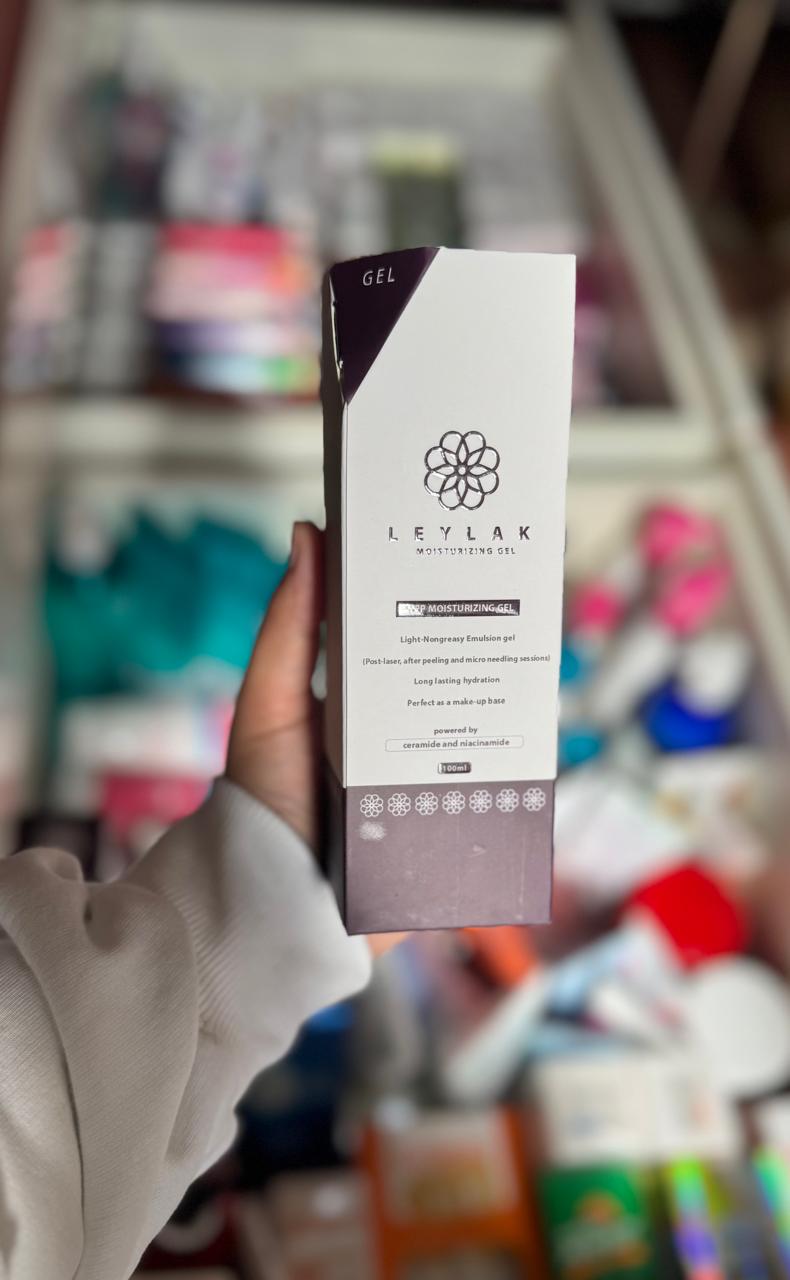 GEL
LEYLAK
MOISTURIZING GEL
MOISTURIZING GEL
Light-Nongreasy Emulsion gel
(Post-laser, after peeling and micro needling sessions)
Long lasting hydration
Perfect as a make-up base
powered by
ceramide and niacinamide
100ml